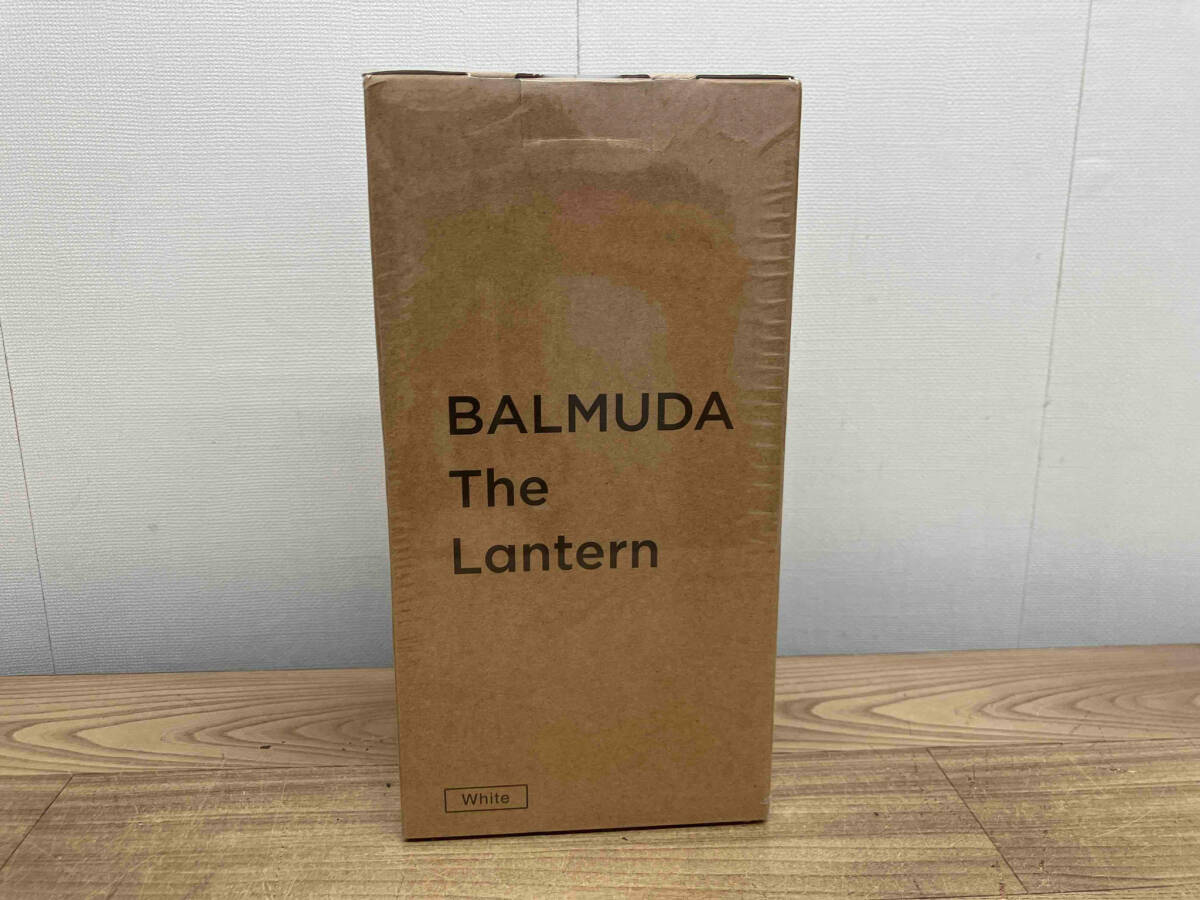 BALMUDA
The
Lantern
White